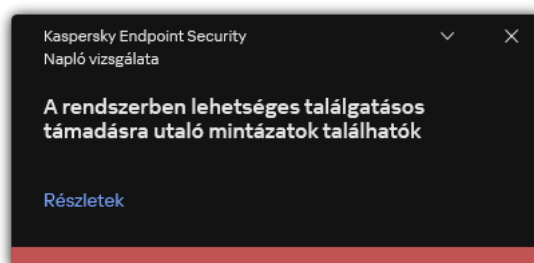 Kaspersky Endpoint Security
Napló vizsgálata
A rendszerben lehetséges találgatásos
támadásra utaló mintázatok találhatók
Részletek